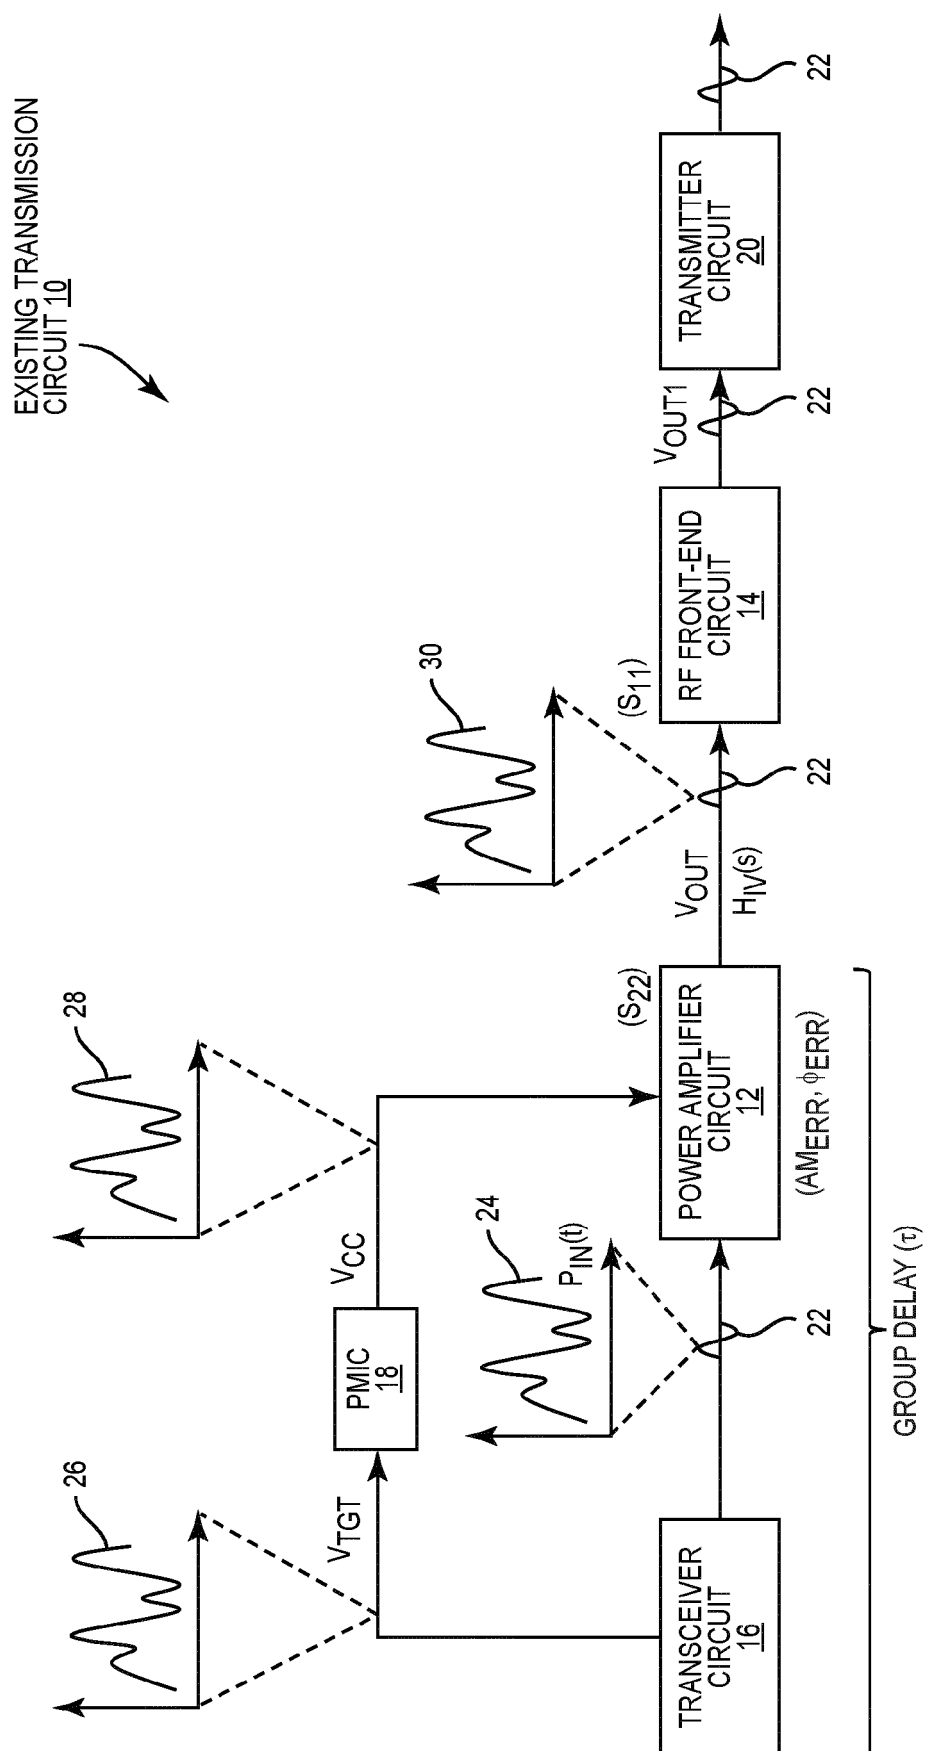 EXISTING TRANSMISSION
CIRCUIT 10
26
28
V_TGT
PMIC
18
V_CC
24
P_IN(t)
30
TRANSCEIVER
CIRCUIT
16
22
(S_22)
POWER AMPLIFIER
CIRCUIT
12
(AM_ERR, ϕ_ERR)
V_OUT
H_IV(s)
22
(S_11)
RF FRONT-END
CIRCUIT
14
V_OUT1
22
TRANSMITTER
CIRCUIT
20
22
GROUP DELAY (τ)